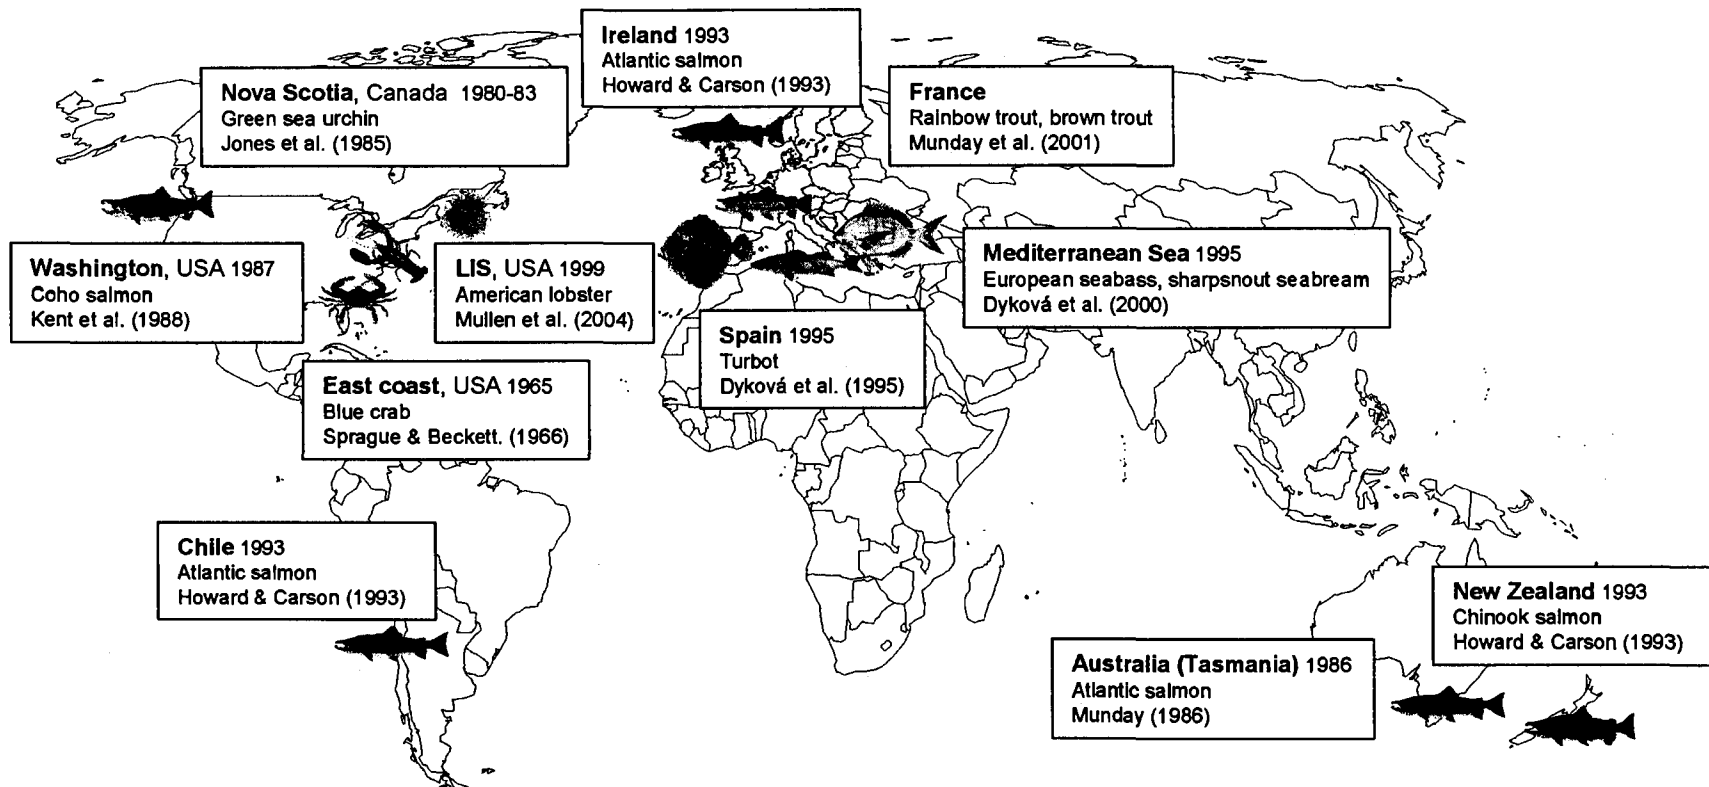 Ireland 1993
Atlantic salmon
Howard & Carson (1993)
Nova Scotia, Canada 1980-83
Green sea urchin
Jones et al. (1985)
France
Rainbow trout, brown trout
Munday et al. (2001)
Washington, USA 1987
Coho salmon
Kent et al. (1988)
LIS, USA 1999
American lobster
Mullen et al. (2004)
Mediterranean Sea 1995
European seabass, sharpsnout seabream
Dyková et al. (2000)
Spain 1995
Turbot
Dyková et al. (1995)
East coast, USA 1965
Blue crab
Sprague & Beckett. (1966)
Chile 1993
Atlantic salmon
Howard & Carson (1993)
New Zealand 1993
Chinook salmon
Howard & Carson (1993)
Australia (Tasmania) 1986
Atlantic salmon
Munday (1986)